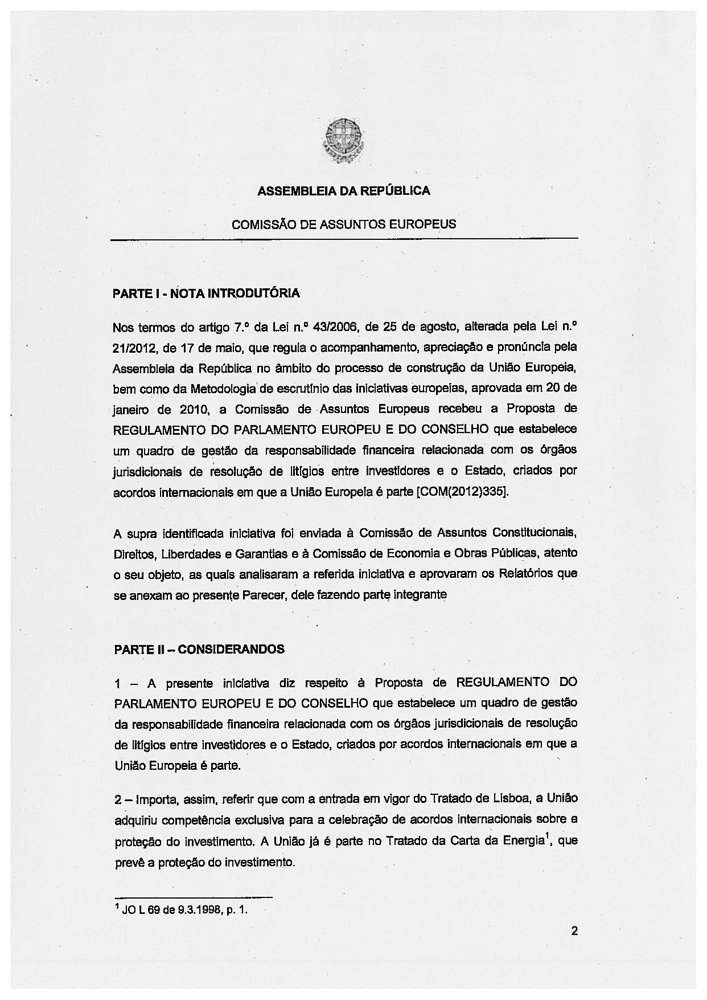 ASSEMBLEIA DA REPÚBLICA
COMISSÃO DE ASSUNTOS EUROPEUS
PARTE I - NOTA INTRODUTÓRIA
Nos termos do artigo 7.º da Lei n.º 43/2006, de 25 de agosto, alterada pela Lei n.º
21/2012, de 17 de maio, que regula o acompanhamento, apreciação e pronúncia pela
Assembleia da República no âmbito do processo de construção da União Europeia,
bem como da Metodologia de escrutínio das iniciativas europeias, aprovada em 20 de
janeiro de 2010, a Comissão de Assuntos Europeus recebeu a Proposta de
REGULAMENTO DO PARLAMENTO EUROPEU E DO CONSELHO que estabelece
um quadro de gestão da responsabilidade financeira relacionada com os órgãos
jurisdicionais de resolução de litígios entre investidores e o Estado, criados por
acordos internacionais em que a União Europeia é parte [COM(2012)335].
A supra identificada iniciativa foi enviada à Comissão de Assuntos Constitucionais,
Direitos, Liberdades e Garantias e à Comissão de Economia e Obras Públicas, atento
o seu objeto, as quais analisaram a referida iniciativa e aprovaram os Relatórios que
se anexam ao presente Parecer, dele fazendo parte integrante
PARTE II – CONSIDERANDOS
1 – A presente iniciativa diz respeito à Proposta de REGULAMENTO DO
PARLAMENTO EUROPEU E DO CONSELHO que estabelece um quadro de gestão
da responsabilidade financeira relacionada com os órgãos jurisdicionais de resolução
de litígios entre investidores e o Estado, criados por acordos internacionais em que a
União Europeia é parte.
2 – Importa, assim, referir que com a entrada em vigor do Tratado de Lisboa, a União
adquiriu competência exclusiva para a celebração de acordos internacionais sobre a
proteção do investimento. A União já é parte no Tratado da Carta da Energia¹, que
prevê a proteção do investimento.
¹ JO L 69 de 9.3.1998, p. 1.
2